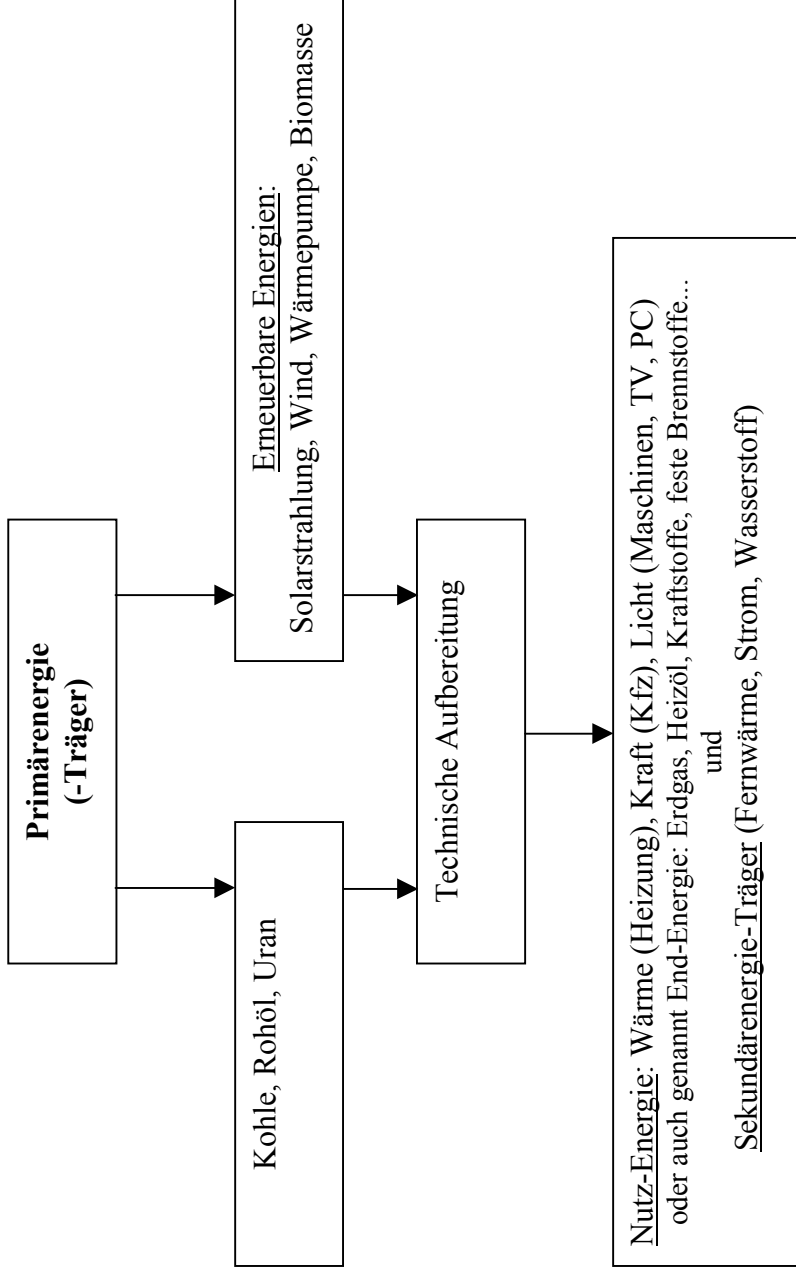 Primärenergie
(-Träger)
Kohle, Rohöl, Uran
Erneuerbare Energien:
Solarstrahlung, Wind, Wärmepumpe, Biomasse
Technische Aufbereitung
Nutz-Energie: Wärme (Heizung), Kraft (Kfz), Licht (Maschinen, TV, PC)
oder auch genannt End-Energie: Erdgas, Heizöl, Kraftstoffe, feste Brennstoffe...
und
Sekundärenergie-Träger (Fernwärme, Strom, Wasserstoff)